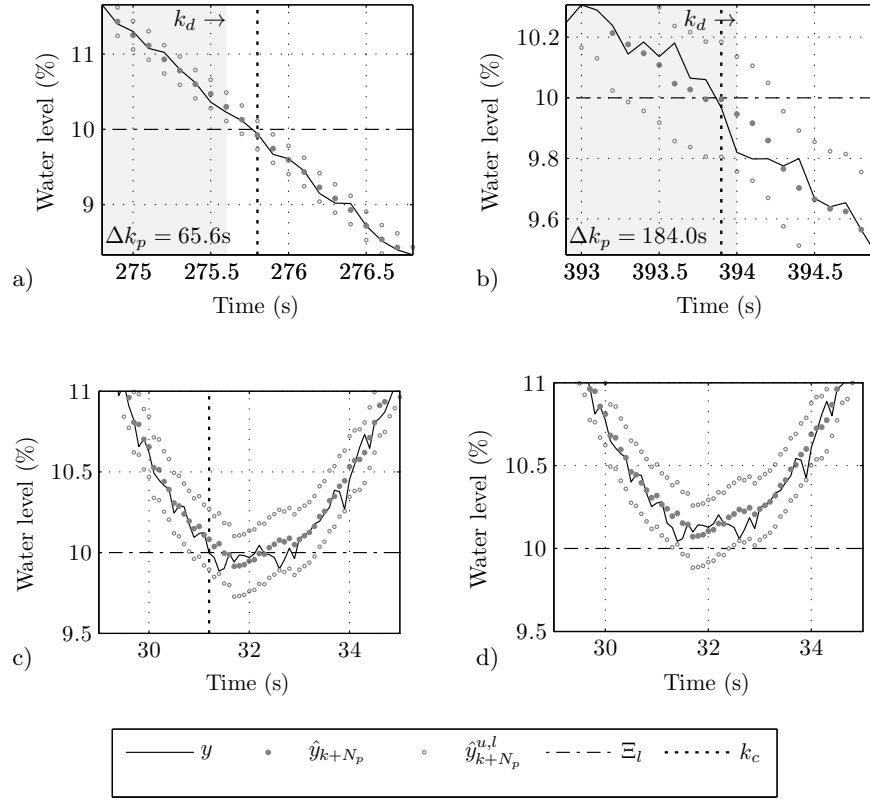 k_d →
11
10
9
Water level (%)
Δk_p = 65.6s
275
275.5
276
276.5
Time (s)
a)
k_d →
10.2
10
9.8
9.6
Water level (%)
Δk_p = 184.0s
393
393.5
394
394.5
Time (s)
b)
11
10.5
10
9.5
Water level (%)
30
32
34
Time (s)
c)
11
10.5
10
9.5
Water level (%)
30
32
34
Time (s)
d)
y ŷ_{k+N_p} ŷ^{u,l}_{k+N_p} Ξ_l k_c